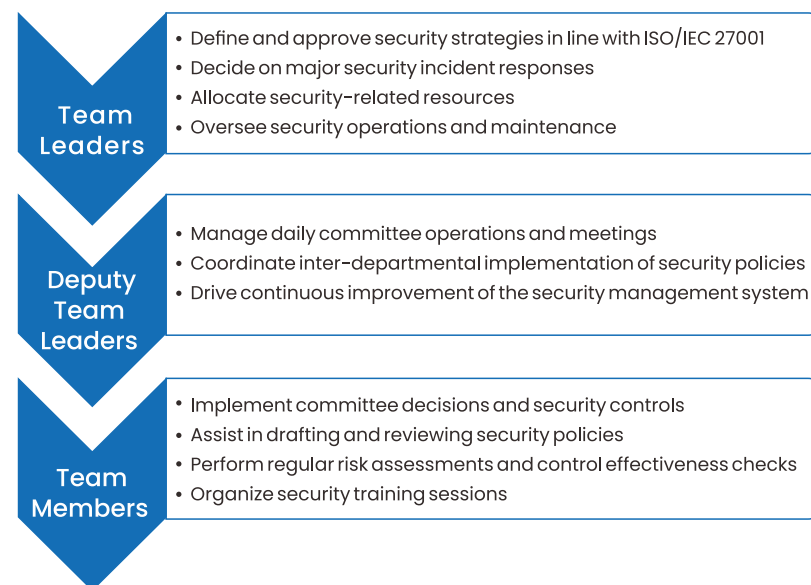 Team
Leaders
• Define and approve security strategies in line with ISO/IEC 27001
• Decide on major security incident responses
• Allocate security-related resources
• Oversee security operations and maintenance
Deputy
Team
Leaders
• Manage daily committee operations and meetings
• Coordinate inter-departmental implementation of security policies
• Drive continuous improvement of the security management system
Team
Members
• Implement committee decisions and security controls
• Assist in drafting and reviewing security policies
• Perform regular risk assessments and control effectiveness checks
• Organize security training sessions